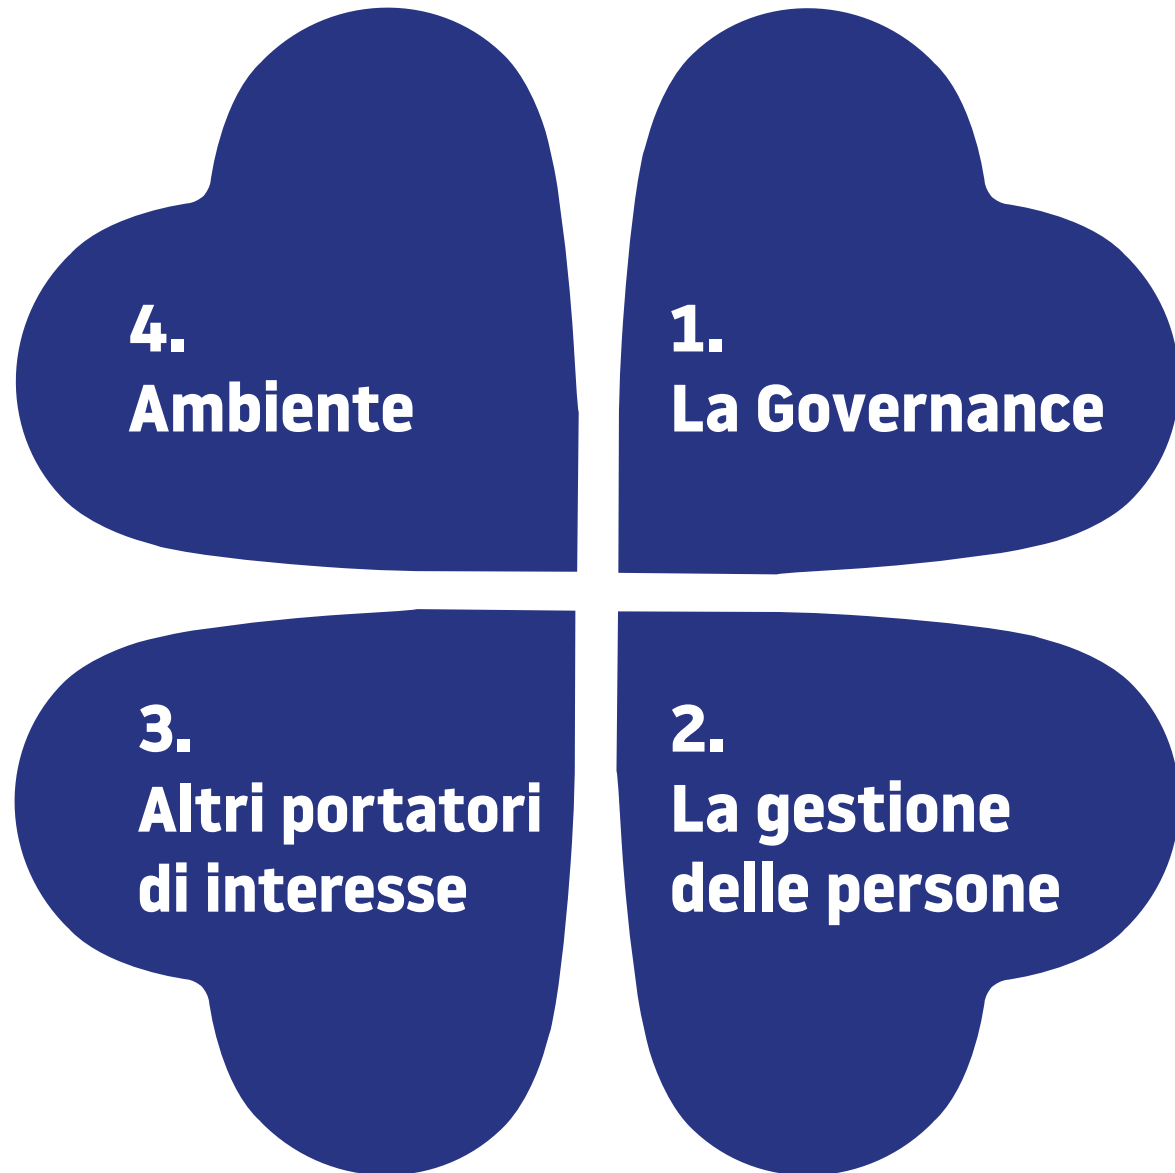 1.
La Governance
2.
La gestione
delle persone
3.
Altri portatori
di interesse
4.
Ambiente